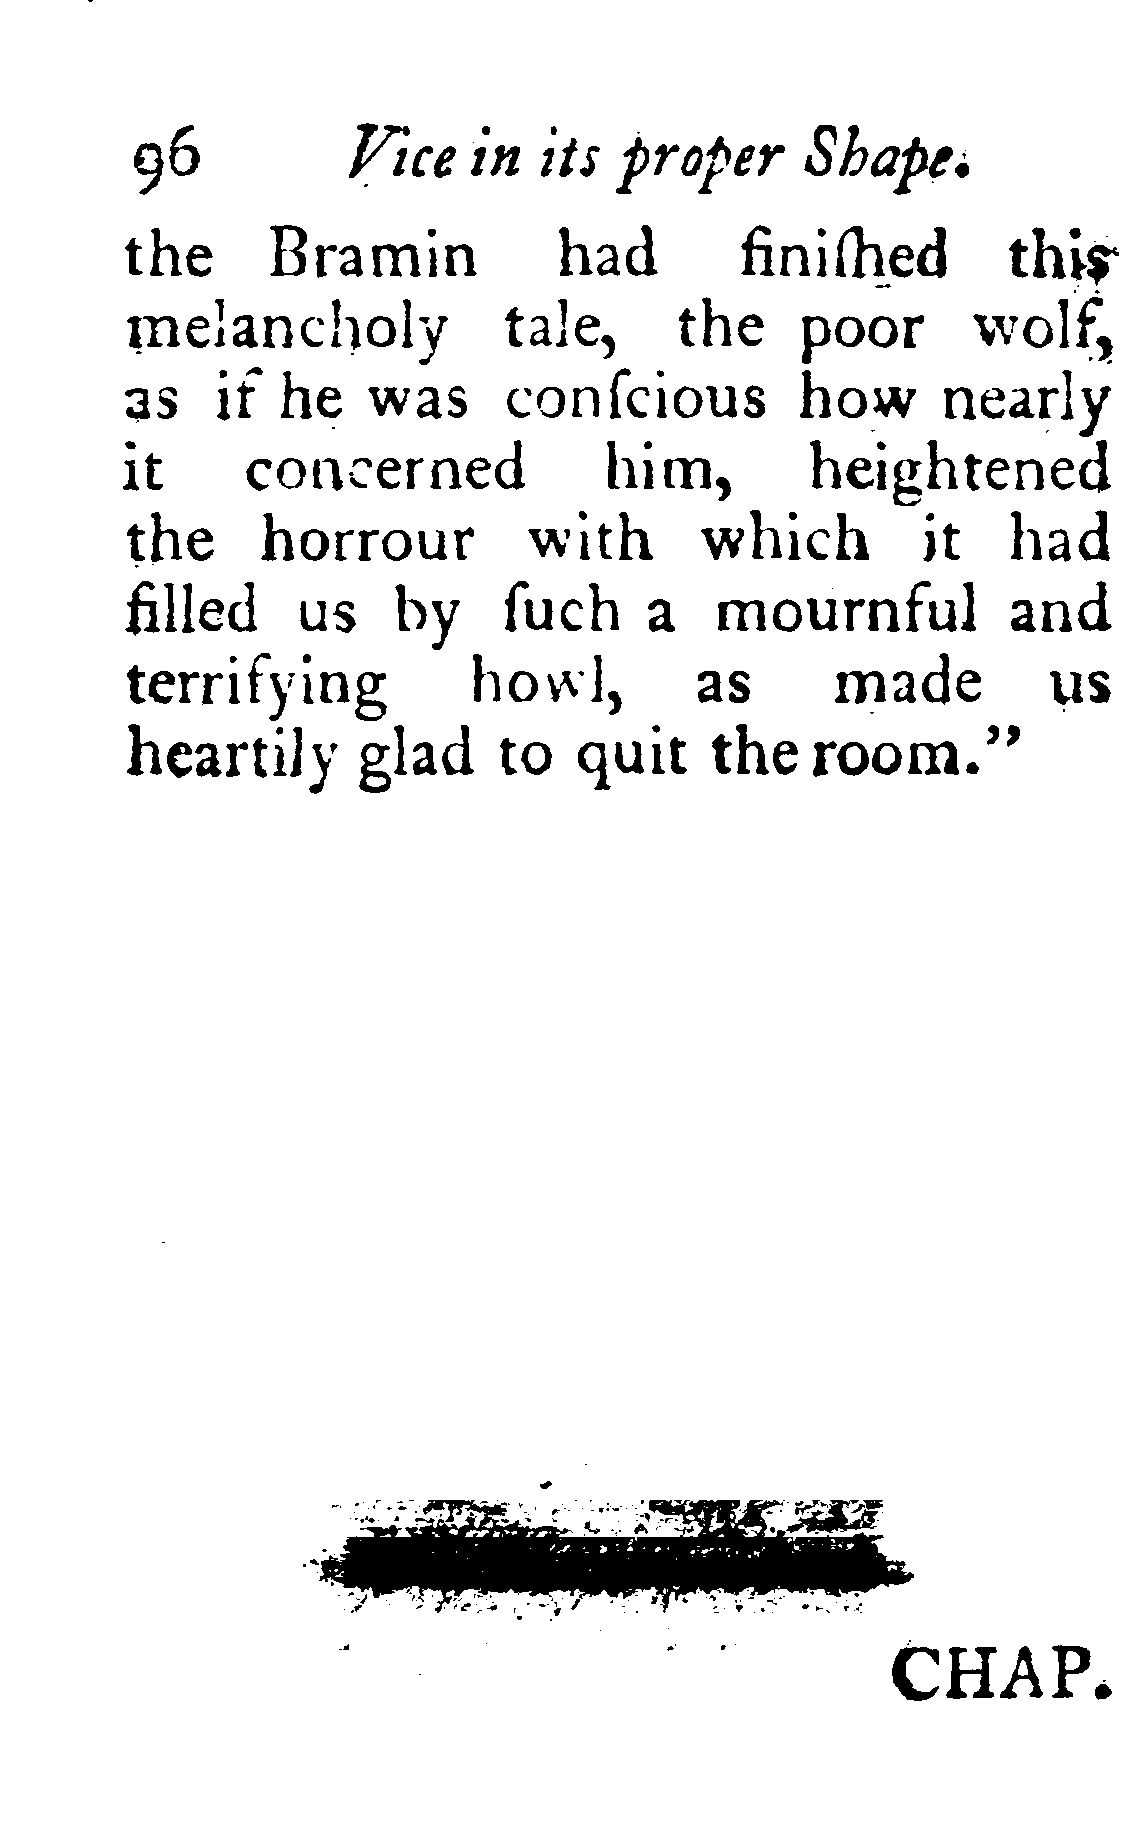 96 Vice in its proper Shape.
the Bramin had finiſhed this
melancholy tale, the poor wolf,
as if he was conſcious how nearly
it concerned him, heightened
the horrour with which it had
filled us by ſuch a mournful and
terrifying howl, as made us
heartily glad to quit the room.”
CHAP.